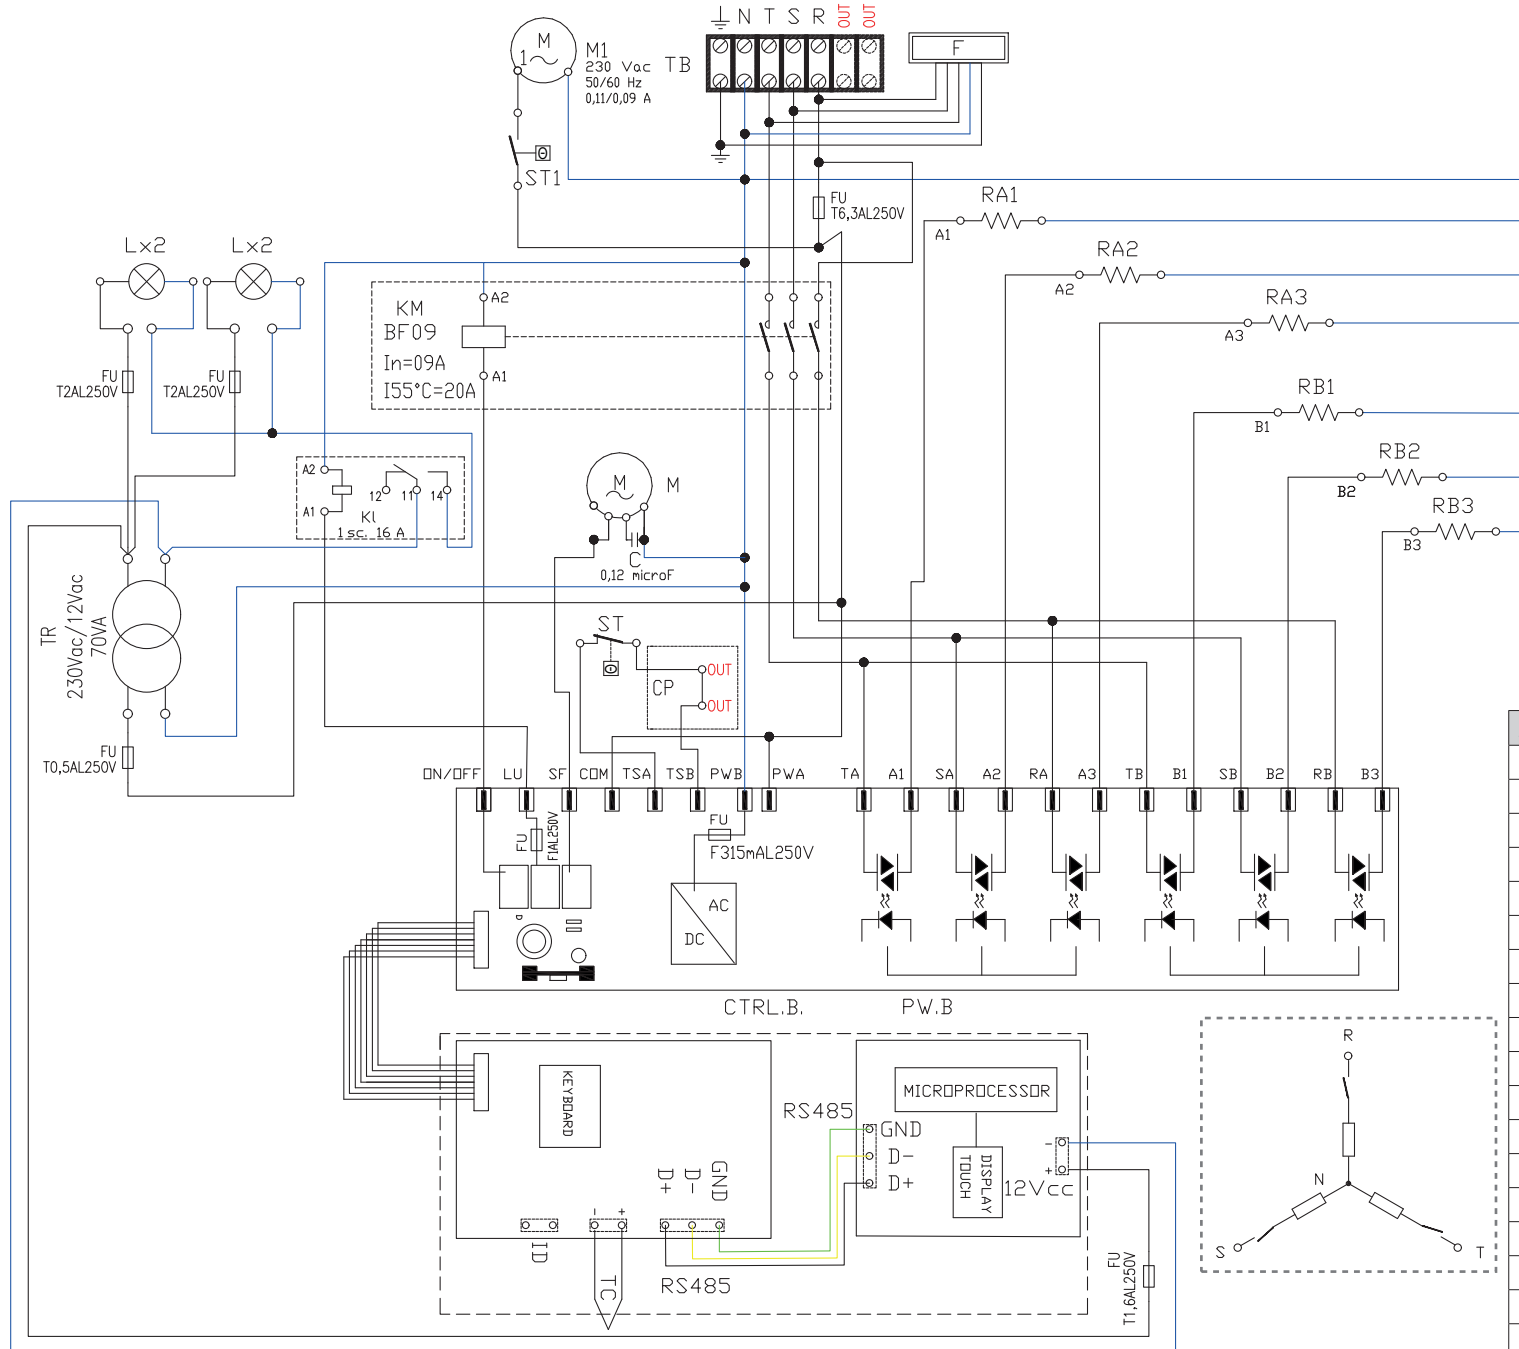 N T S R OUT OUT
F
M
1
M1
230 Vac
50/60 Hz
0,11/0,09 A
TB
ST1
FU
T6,3AL250V
RA1
A1
RA2
A2
RA3
A3
RB1
B1
RB2
B2
RB3
B3
Lx2
Lx2
FU
T2AL250V
FU
T2AL250V
KM
BF09
In=09A
I55°C=20A
A2
A1
A2
A1
12 11 14
KL
1 sc. 16 A
M
M
C
0,12 microF
TR
230Vac/12Vac
70VA
FU
T0,5AL250V
ST
CP
OUT
OUT
ON/OFF LU SF COM TSA TSB PWB PWA TA A1 SA A2 RA A3 TB B1 SB B2 RB B3
FU
F1AL250V
FU
F315mAL250V
AC
DC
CTRL.B.
PW.B
KEYBOARD
D+
D-
GND
ID
- +
TC
RS485
RS485
GND
D-
D+
MICROPROCESSOR
DISPLAY
TOUCH
-
+
12Vcc
FU
T1,6AL250V
R
N
S
T